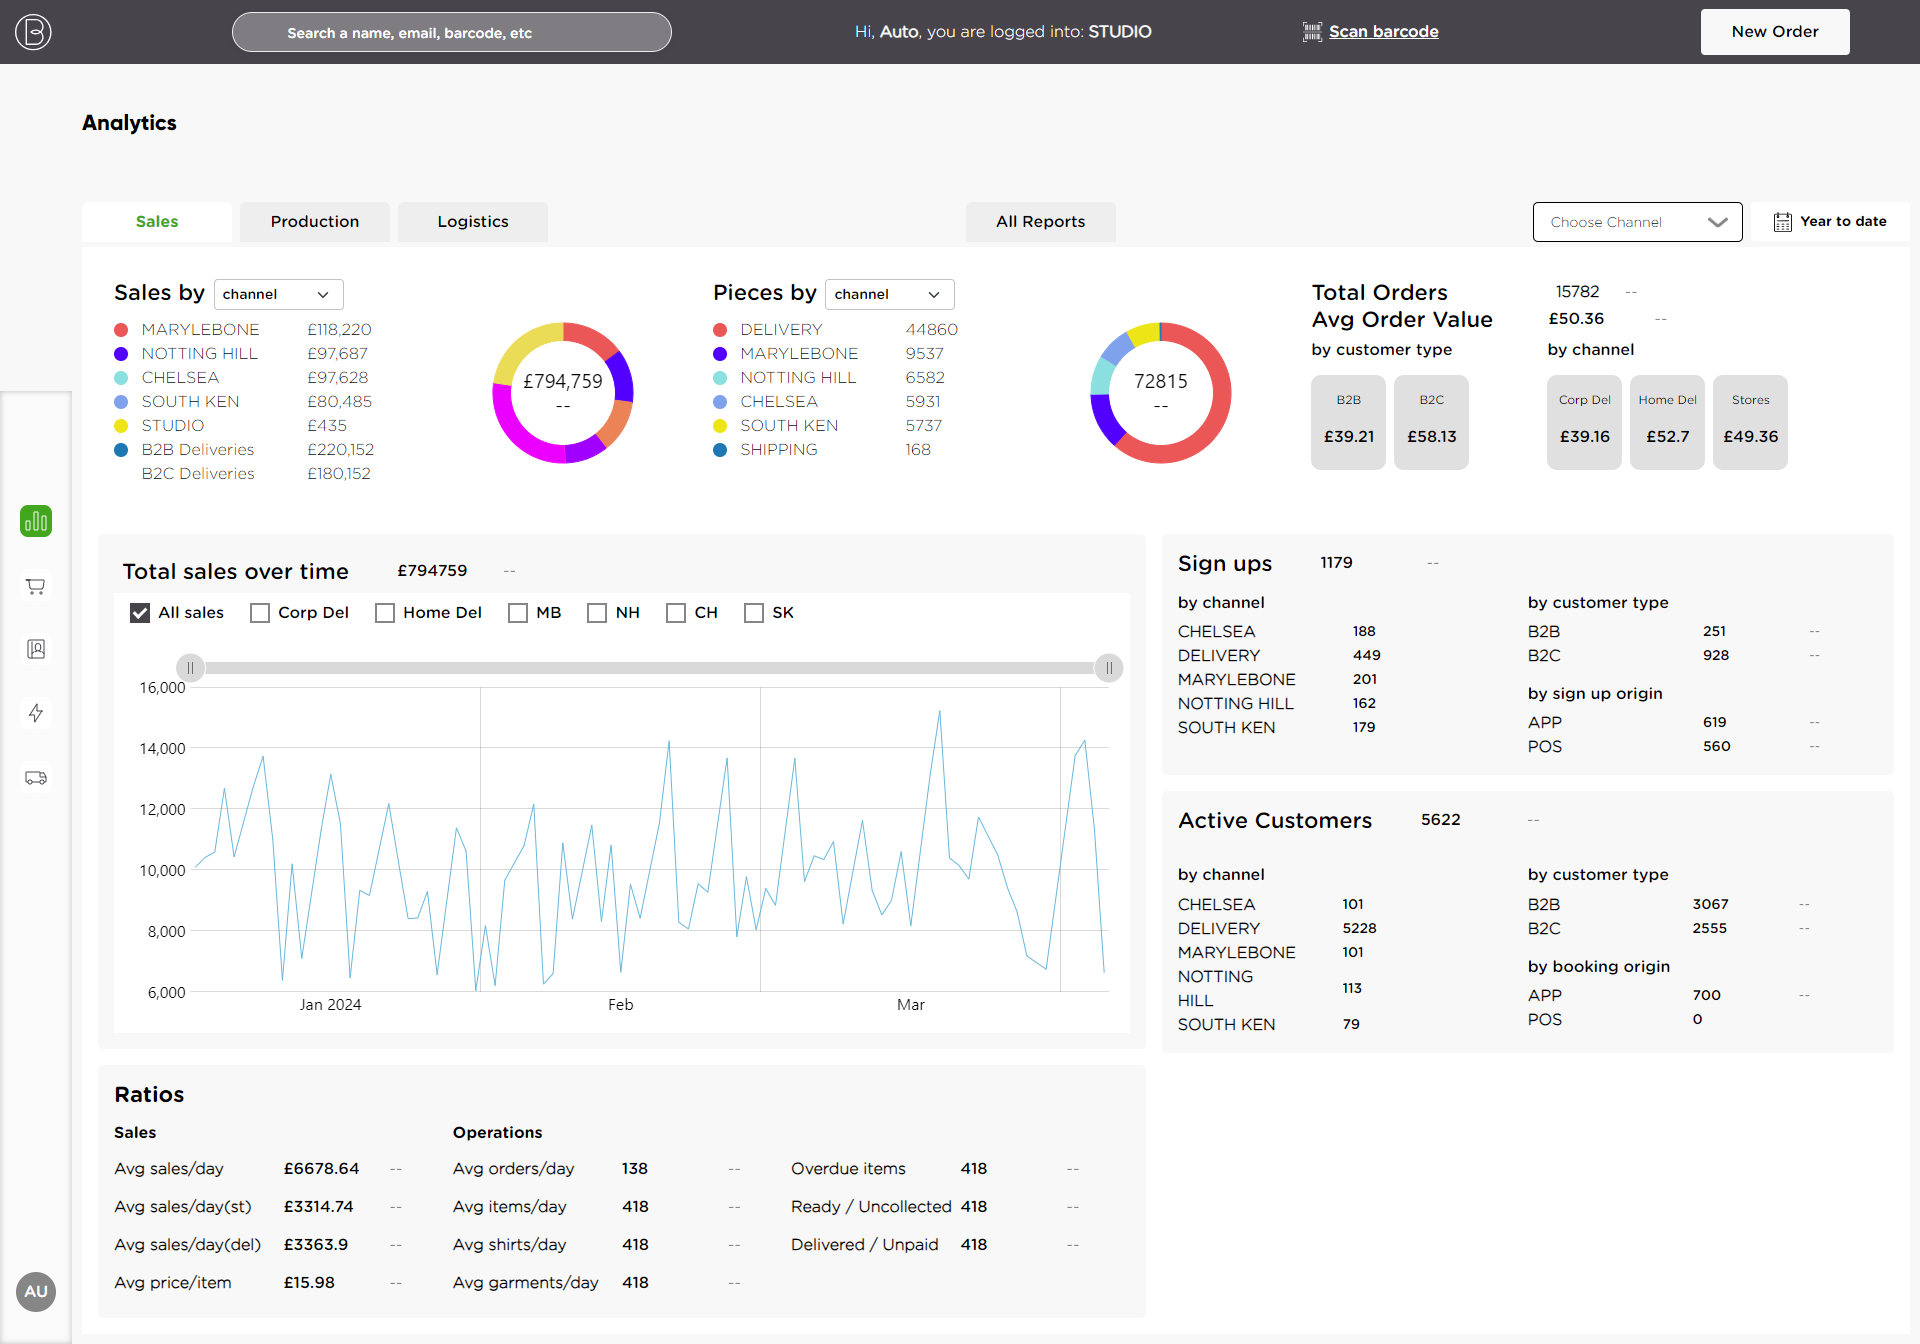 B
Search a name, email, barcode, etc
Hi, Auto, you are logged into: STUDIO
Scan barcode
New Order
Analytics
Sales
Production
Logistics
All Reports
Choose Channel
Year to date
Sales by channel
MARYLEBONE £118,220
NOTTING HILL £97,687
CHELSEA £97,628
SOUTH KEN £80,485
STUDIO £435
B2B Deliveries £220,152
B2C Deliveries £180,152
£794,759
--
Pieces by channel
DELIVERY 44860
MARYLEBONE 9537
NOTTING HILL 6582
CHELSEA 5931
SOUTH KEN 5737
SHIPPING 168
72815
--
Total Orders 15782 --
Avg Order Value £50.36 --
by customer type
B2B £39.21
B2C £58.13
by channel
Corp Del £39.16
Home Del £52.7
Stores £49.36
Total sales over time £794759 --
All sales Corp Del Home Del MB NH CH SK
16,000
14,000
12,000
10,000
8,000
6,000
Jan 2024 Feb Mar
Sign ups 1179 --
by channel
CHELSEA 188
DELIVERY 449
MARYLEBONE 201
NOTTING HILL 162
SOUTH KEN 179
by customer type
B2B 251 --
B2C 928 --
by sign up origin
APP 619 --
POS 560 --
Active Customers 5622 --
by channel
CHELSEA 101
DELIVERY 5228
MARYLEBONE 101
NOTTING
HILL 113
SOUTH KEN 79
by customer type
B2B 3067 --
B2C 2555 --
by booking origin
APP 700 --
POS 0
Ratios
Sales
Avg sales/day £6678.64 --
Avg sales/day(st) £3314.74 --
Avg sales/day(del) £3363.9 --
Avg price/item £15.98 --
Operations
Avg orders/day 138 --
Avg items/day 418 --
Avg shirts/day 418 --
Avg garments/day 418 --
Overdue items 418 --
Ready / Uncollected 418 --
Delivered / Unpaid 418 --
AU